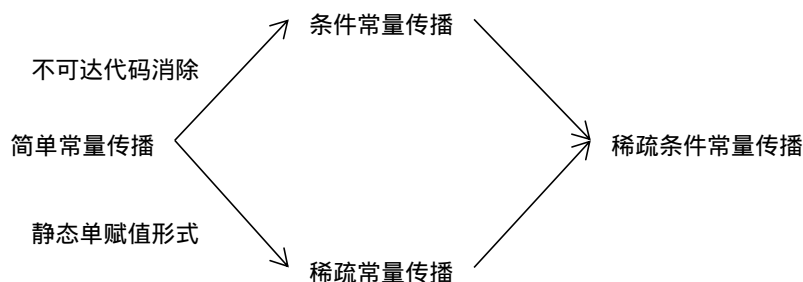 条件常量传播
不可达代码消除
简单常量传播
稀疏条件常量传播
静态单赋值形式
稀疏常量传播